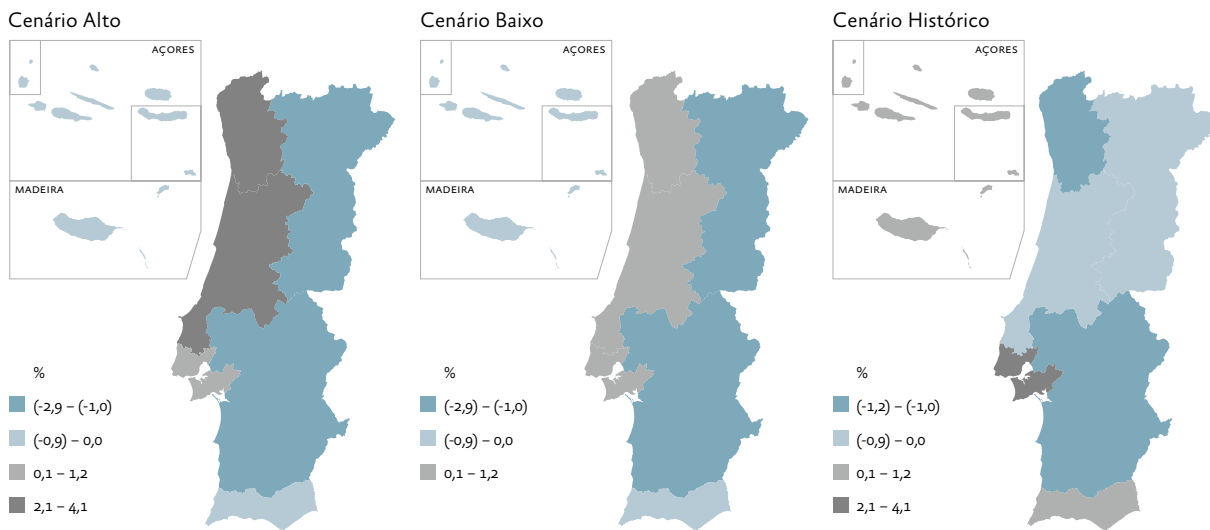 Cenário Alto
AÇORES
MADEIRA
%
(-2,9 – (-1,0)
(-0,9) – 0,0
0,1 – 1,2
2,1 – 4,1
Cenário Baixo
AÇORES
MADEIRA
%
(-2,9) – (-1,0)
(-0,9) – 0,0
0,1 – 1,2
Cenário Histórico
AÇORES
MADEIRA
%
(-1,2) – (-1,0)
(-0,9) – 0,0
0,1 – 1,2
2,1 – 4,1